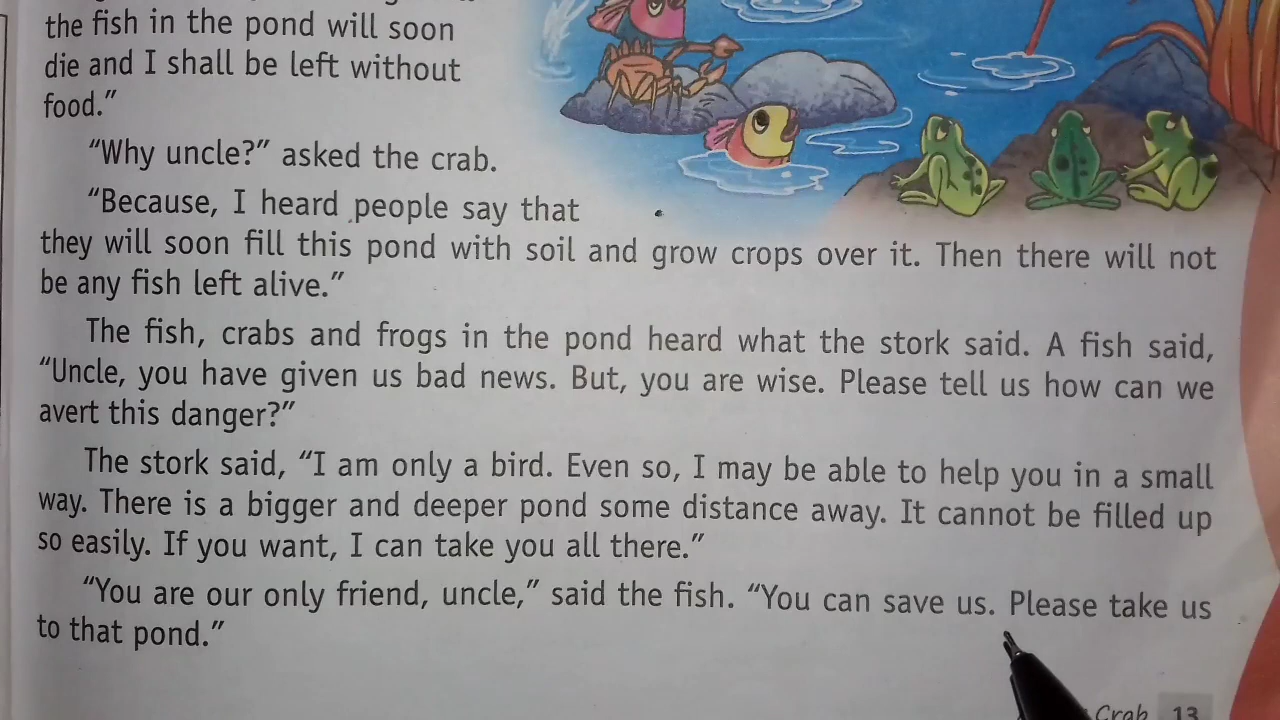 the fish in the pond will soon
die and I shall be left without
food.”
“Why uncle?” asked the crab.
“Because, I heard people say that
they will soon fill this pond with soil and grow crops over it. Then there will not
be any fish left alive.”
The fish, crabs and frogs in the pond heard what the stork said. A fish said,
“Uncle, you have given us bad news. But, you are wise. Please tell us how can we
avert this danger?”
The stork said, “I am only a bird. Even so, I may be able to help you in a small
way. There is a bigger and deeper pond some distance away. It cannot be filled up
so easily. If you want, I can take you all there.”
“You are our only friend, uncle,” said the fish. “You can save us. Please take us
to that pond.”
Crab 13